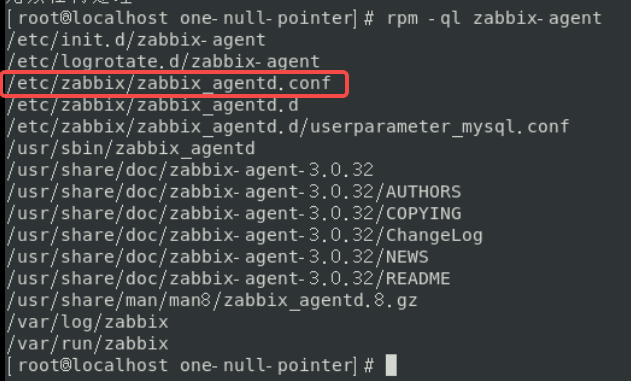 [root@localhost one-null-pointer]# rpm -ql zabbix-agent
/etc/init.d/zabbix-agent
/etc/logrotate.d/zabbix-agent
/etc/zabbix/zabbix_agentd.conf
/etc/zabbix/zabbix_agentd.d
/etc/zabbix/zabbix_agentd.d/userparameter_mysql.conf
/usr/sbin/zabbix_agentd
/usr/share/doc/zabbix-agent-3.0.32
/usr/share/doc/zabbix-agent-3.0.32/AUTHORS
/usr/share/doc/zabbix-agent-3.0.32/COPYING
/usr/share/doc/zabbix-agent-3.0.32/ChangeLog
/usr/share/doc/zabbix-agent-3.0.32/NEWS
/usr/share/doc/zabbix-agent-3.0.32/README
/usr/share/man/man8/zabbix_agentd.8.gz
/var/log/zabbix
/var/run/zabbix
[root@localhost one-null-pointer]#